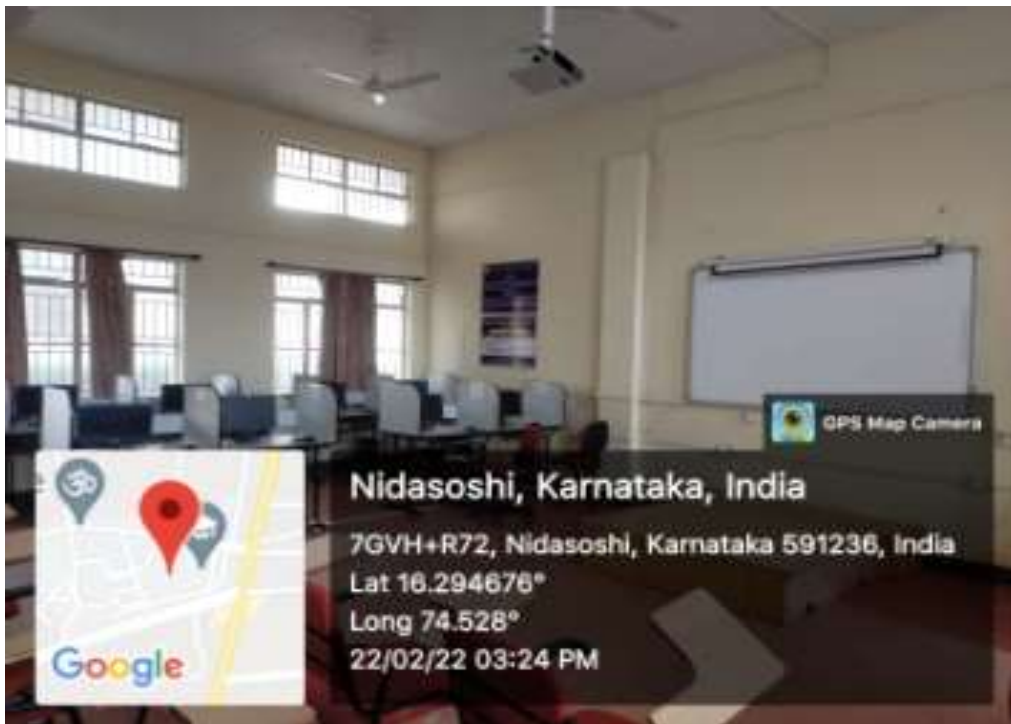 GPS Map Camera
Nidasoshi, Karnataka, India
7GVH+R72, Nidasoshi, Karnataka 591236, India
Lat 16.294676°
Long 74.528°
22/02/22 03:24 PM
Google
ॐ